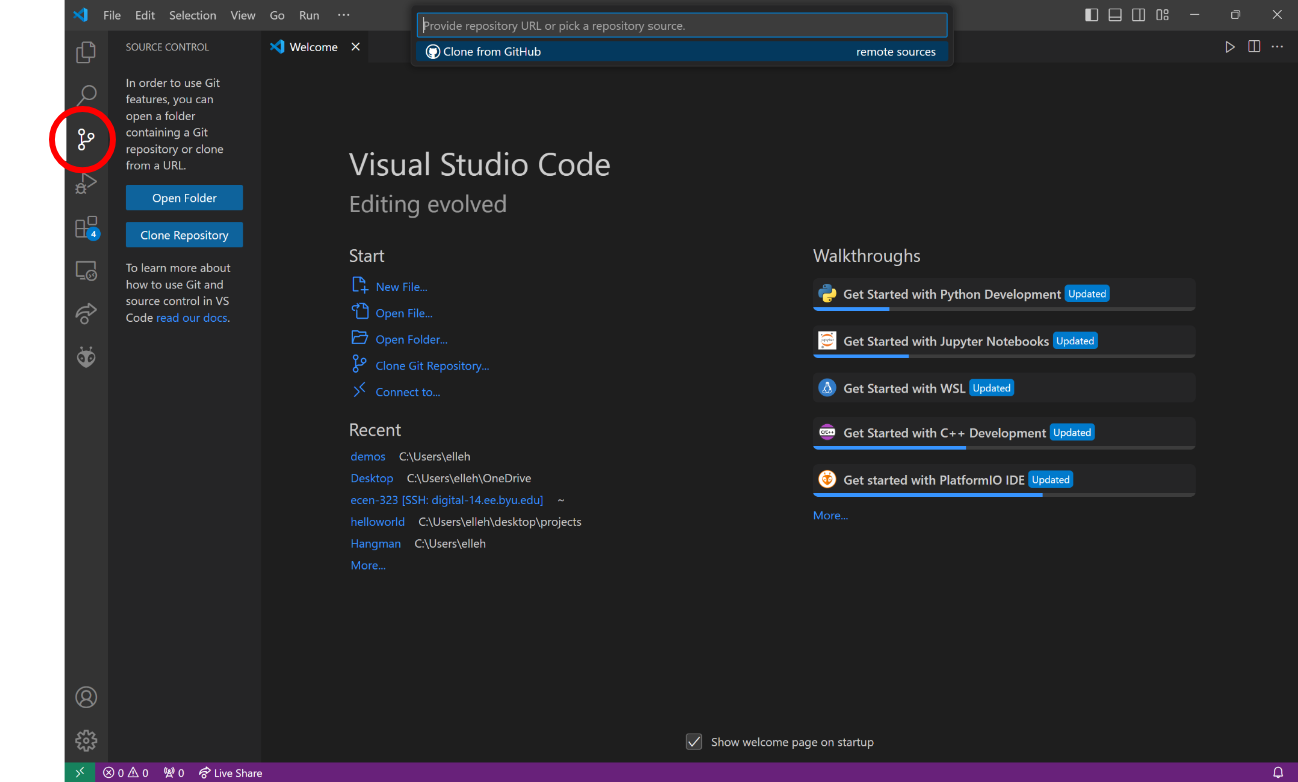 File Edit Selection View Go Run ...
Provide repository URL or pick a repository source.
Clone from GitHub remote sources
SOURCE CONTROL
Welcome
In order to use Git
features, you can
open a folder
containing a Git
repository or clone
from a URL.
Open Folder
Clone Repository
To learn more about
how to use Git and
source control in VS
Code read our docs.
4
Visual Studio Code
Editing evolved
Start
New File...
Open File...
Open Folder...
Clone Git Repository...
Connect to...
Recent
demos C:\Users\elleh
Desktop C:\Users\elleh\OneDrive
ecen-323 [SSH: digital-14.ee.byu.edu] ~
helloworld C:\Users\elleh\desktop\projects
Hangman C:\Users\elleh
More...
Walkthroughs
Get Started with Python Development Updated
Get Started with Jupyter Notebooks Updated
Get Started with WSL Updated
Get Started with C++ Development Updated
Get started with PlatformIO IDE Updated
More...
Show welcome page on startup
0 0 0 Live Share